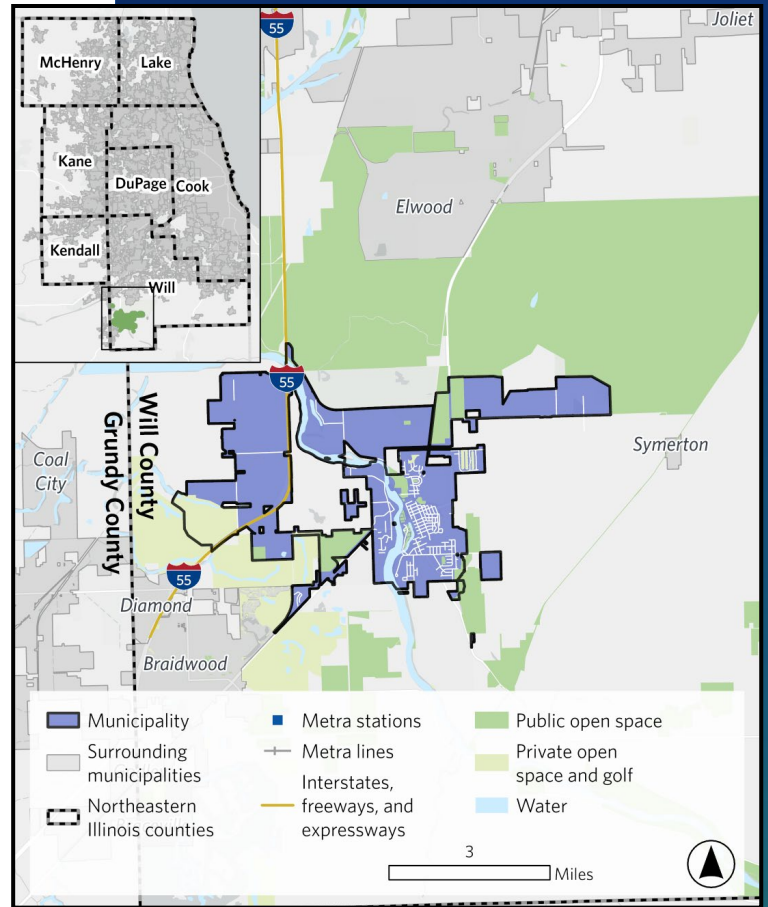 55
Joliet
McHenry
Lake
Kane
DuPage
Cook
Elwood
Kendall
Will
55
Will County
Grundy County
Coal
City
Symerton
55
Diamond
Braidwood
Municipality
Surrounding
municipalities
Northeastern
Illinois counties
Metra stations
Metra lines
Interstates,
freeways, and
expressways
Public open space
Private open
space and golf
Water
3
Miles